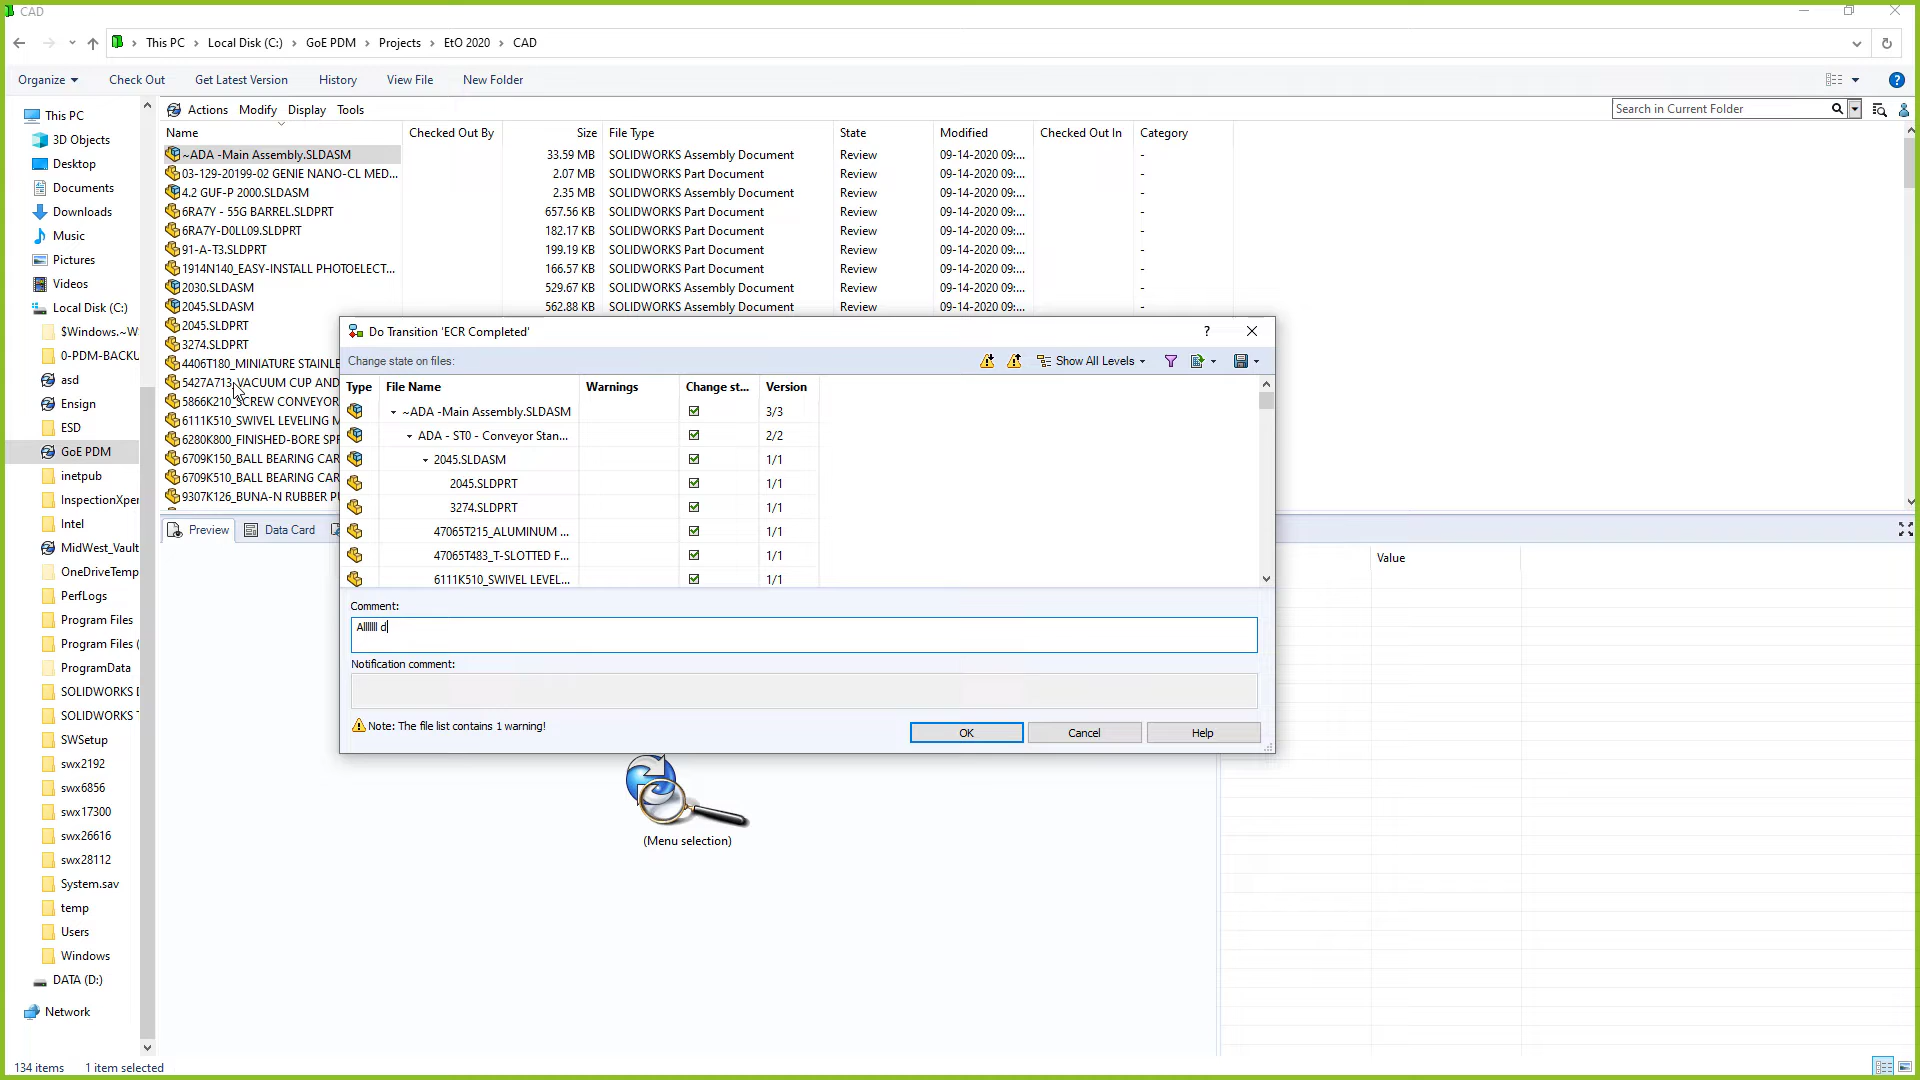 CAD
This PC > Local Disk (C:) > GoE PDM > Projects > EtO 2020 > CAD
Organize Check Out Get Latest Version History View File New Folder
Actions Modify Display Tools
Search in Current Folder
Name Checked Out By Size File Type State Modified Checked Out In Category
~ADA -Main Assembly.SLDASM 33.59 MB SOLIDWORKS Assembly Document Review 09-14-2020 09:... -
03-129-20199-02 GENIE NANO-CL MED... 2.07 MB SOLIDWORKS Part Document Review 09-14-2020 09:... -
4.2 GUF-P 2000.SLDASM 2.35 MB SOLIDWORKS Assembly Document Review 09-14-2020 09:... -
6RA7Y - 55G BARREL.SLDPRT 657.56 KB SOLIDWORKS Part Document Review 09-14-2020 09:... -
6RA7Y-D0LL09.SLDPRT 182.17 KB SOLIDWORKS Part Document Review 09-14-2020 09:... -
91-A-T3.SLDPRT 199.19 KB SOLIDWORKS Part Document Review 09-14-2020 09:... -
1914N140_EASY-INSTALL PHOTOELECT... 166.57 KB SOLIDWORKS Part Document Review 09-14-2020 09:... -
2030.SLDASM 529.67 KB SOLIDWORKS Assembly Document Review 09-14-2020 09:... -
2045.SLDASM 562.88 KB SOLIDWORKS Assembly Document Review 09-14-2020 09:... -
2045.SLDPRT
3274.SLDPRT
4406T180_MINIATURE STAINLE
5427A713_VACUUM CUP AND
5866K210_SCREW CONVEYOR
6111K510_SWIVEL LEVELING M
6280K800_FINISHED-BORE SPR
6709K150_BALL BEARING CAR
6709K510_BALL BEARING CAR
9307K126_BUNA-N RUBBER PU
This PC
3D Objects
Desktop
Documents
Downloads
Music
Pictures
Videos
Local Disk (C:)
$Windows.~W
0-PDM-BACKU
asd
Ensign
ESD
GoE PDM
inetpub
InspectionXper
Intel
MidWest_Vault
OneDriveTemp
PerfLogs
Program Files
Program Files (
ProgramData
SOLIDWORKS D
SOLIDWORKS T
SWSetup
swx2192
swx6856
swx17300
swx26616
swx28112
System.sav
temp
Users
Windows
DATA (D:)
Network
Do Transition 'ECR Completed'
Change state on files:
Show All Levels
Type File Name Warnings Change st... Version
~ADA -Main Assembly.SLDASM 3/3
ADA - ST0 - Conveyor Stan... 2/2
2045.SLDASM 1/1
2045.SLDPRT 1/1
3274.SLDPRT 1/1
47065T215_ALUMINUM ... 1/1
47065T483_T-SLOTTED F... 1/1
6111K510_SWIVEL LEVEL... 1/1
Comment:
Alllllll d
Notification comment:
Note: The file list contains 1 warning!
OK Cancel Help
Preview Data Card
Value
(Menu selection)
134 items 1 item selected